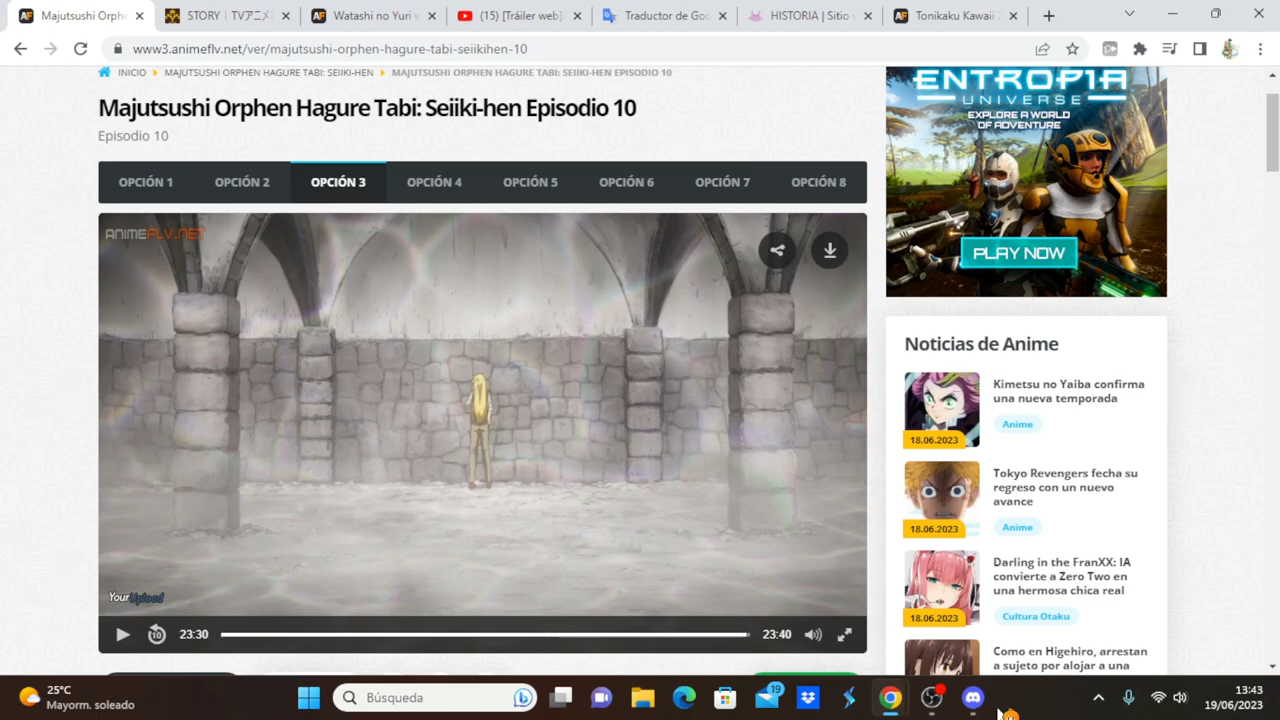 Majutsushi Orphe
STORY | TVアニメ
Watashi no Yuri v
(15) [Tráiler web]
Traductor de Goo
HISTORIA | Sitio v
Tonikaku Kawaii 2
www3.animeflv.net/ver/majutsushi-orphen-hagure-tabi-seiikihen-10
INICIO
MAJUTSUSHI ORPHEN HAGURE TABI: SEIIKI-HEN
MAJUTSUSHI ORPHEN HAGURE TABI: SEIIKI-HEN EPISODIO 10
Majutsushi Orphen Hagure Tabi: Seiiki-hen Episodio 10
Episodio 10
OPCIÓN 1
OPCIÓN 2
OPCIÓN 3
OPCIÓN 4
OPCIÓN 5
OPCIÓN 6
OPCIÓN 7
OPCIÓN 8
ANIMEFLV.NET
YourUpload
10
23:30
23:40
ENTROPIA
UNIVERSE
EXPLORE A WORLD
OF ADVENTURE
PLAY NOW
Noticias de Anime
Kimetsu no Yaiba confirma
una nueva temporada
Anime
18.06.2023
Tokyo Revengers fecha su
regreso con un nuevo
avance
Anime
18.06.2023
Darling in the FranXX: IA
convierte a Zero Two en
una hermosa chica real
Cultura Otaku
18.06.2023
Como en Higehiro, arrestan
a sujeto por alojar a una
25°C
Mayorm. soleado
Búsqueda
19
13:43
19/06/2023